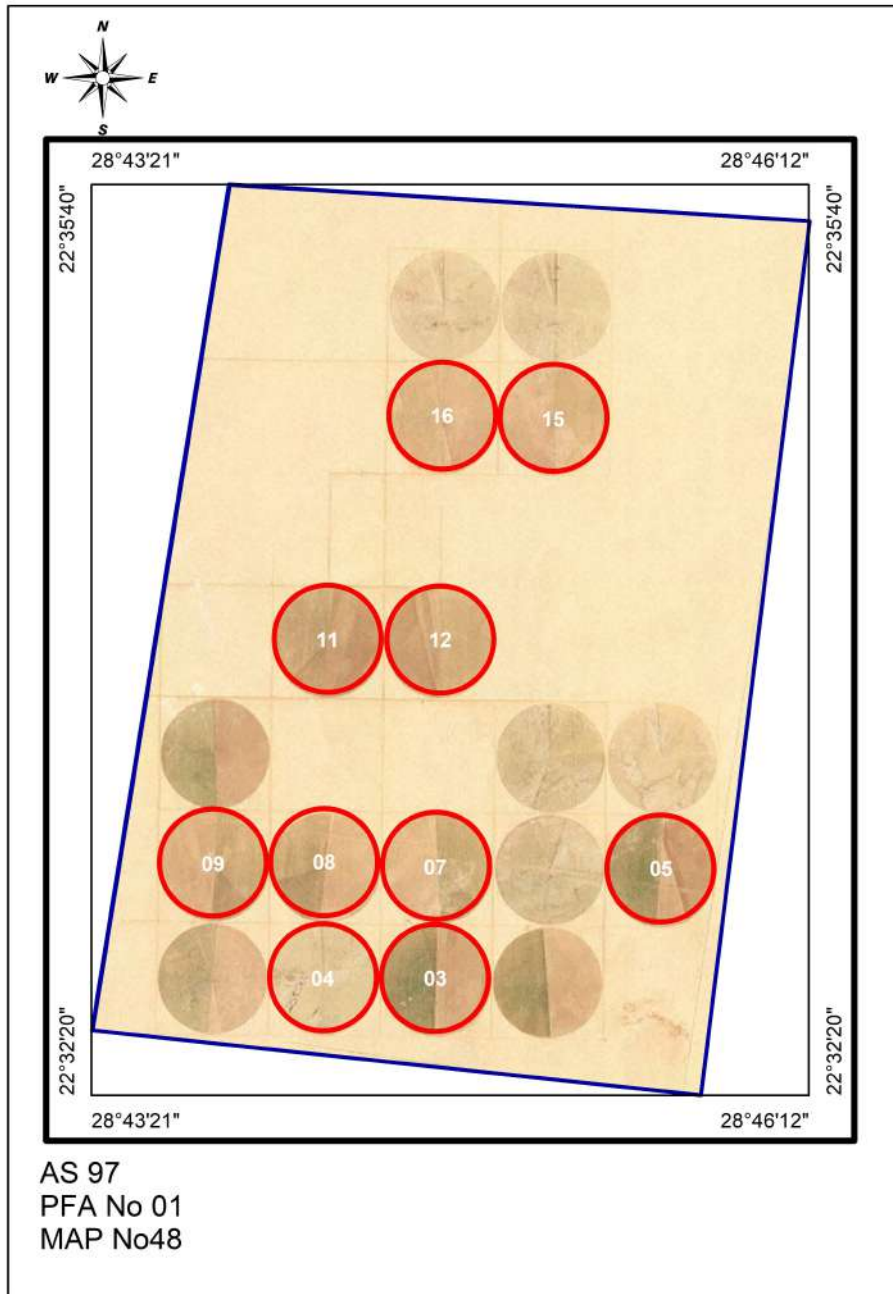 N
W E
S
28°43'21" 28°46'12"
22°35'40" 22°35'40"
16 15
11 12
09 08 07 05
04 03
22°32'20" 22°32'20"
28°43'21" 28°46'12"
AS 97
PFA No 01
MAP No48